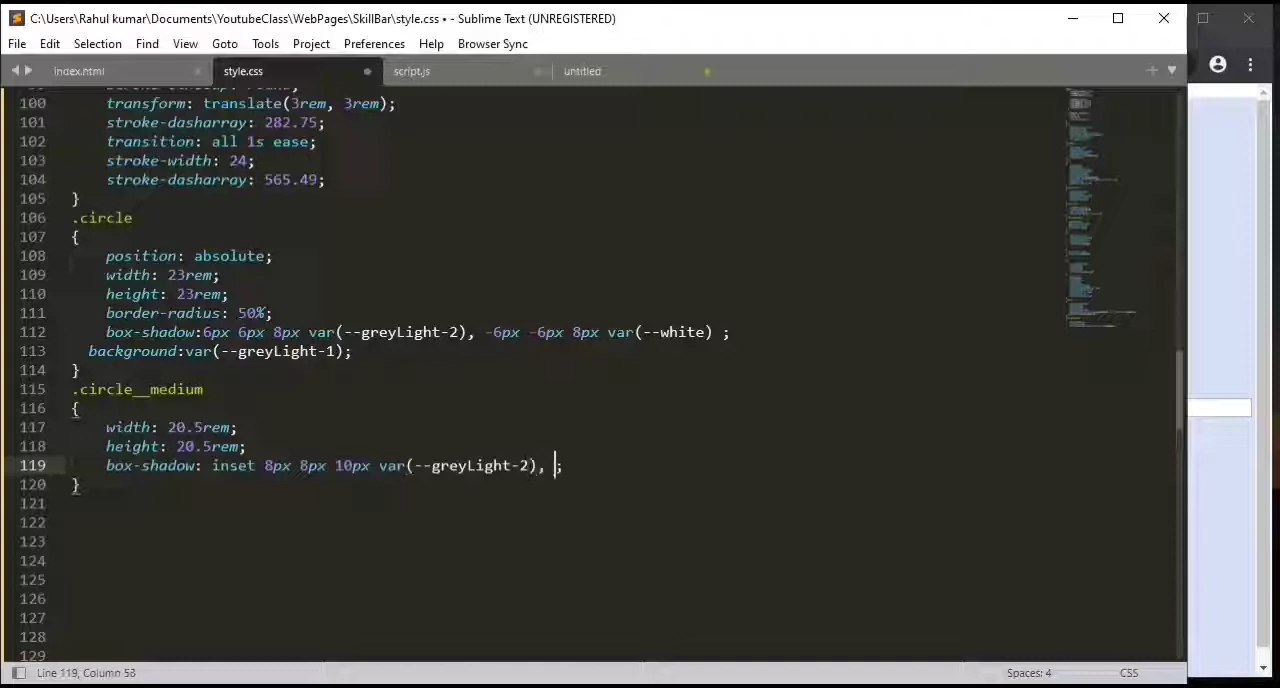 C:\Users\Rahul kumar\Documents\YoutubeClass\WebPages\SkillBar\style.css • - Sublime Text (UNREGISTERED)
File Edit Selection Find View Goto Tools Project Preferences Help Browser Sync
index.html style.css script.js untitled
100 transform: translate(3rem, 3rem);
101 stroke-dasharray: 282.75;
102 transition: all 1s ease;
103 stroke-width: 24;
104 stroke-dasharray: 565.49;
105 }
106 .circle
107 {
108 position: absolute;
109 width: 23rem;
110 height: 23rem;
111 border-radius: 50%;
112 box-shadow:6px 6px 8px var(--greyLight-2), -6px -6px 8px var(--white) ;
113 background:var(--greyLight-1);
114 }
115 .circle__medium
116 {
117 width: 20.5rem;
118 height: 20.5rem;
119 box-shadow: inset 8px 8px 10px var(--greyLight-2), ;
120 }
121
122
123
124
125
126
127
128
129
Line 119, Column 53 Spaces: 4 CSS